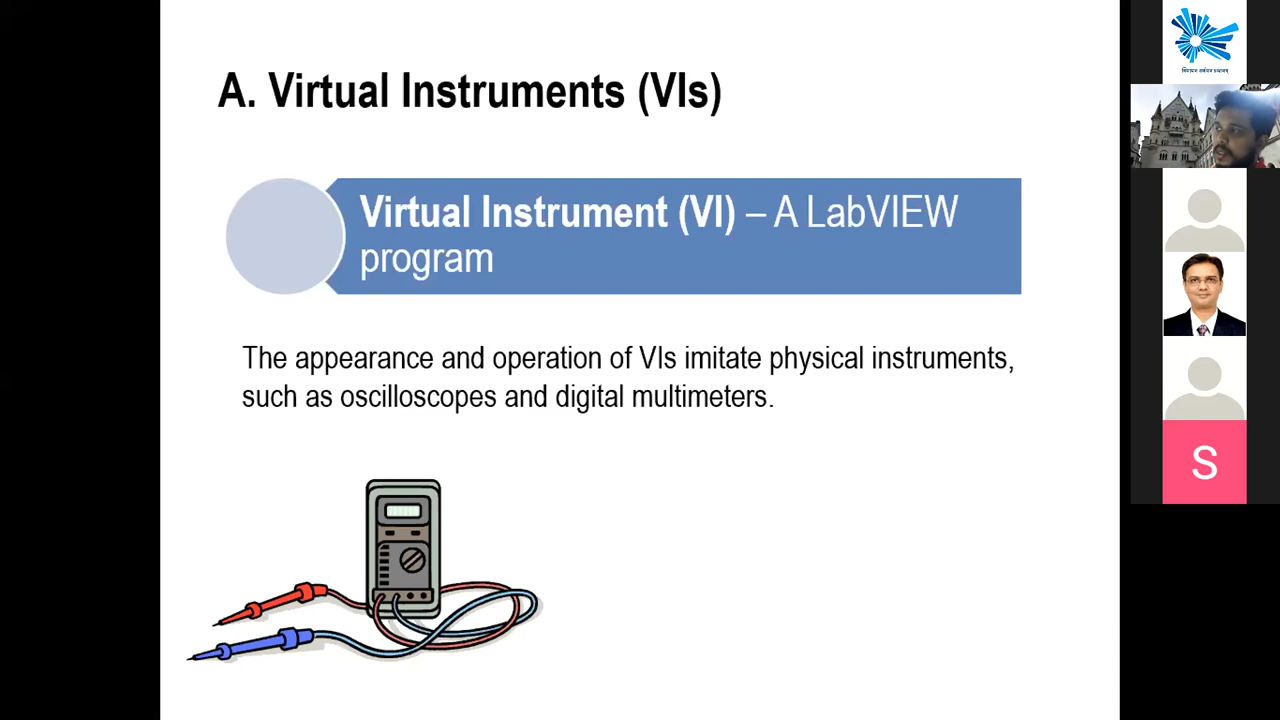 A. Virtual Instruments (VIs)
Virtual Instrument (VI) – A LabVIEW
program
The appearance and operation of VIs imitate physical instruments,
such as oscilloscopes and digital multimeters.
S